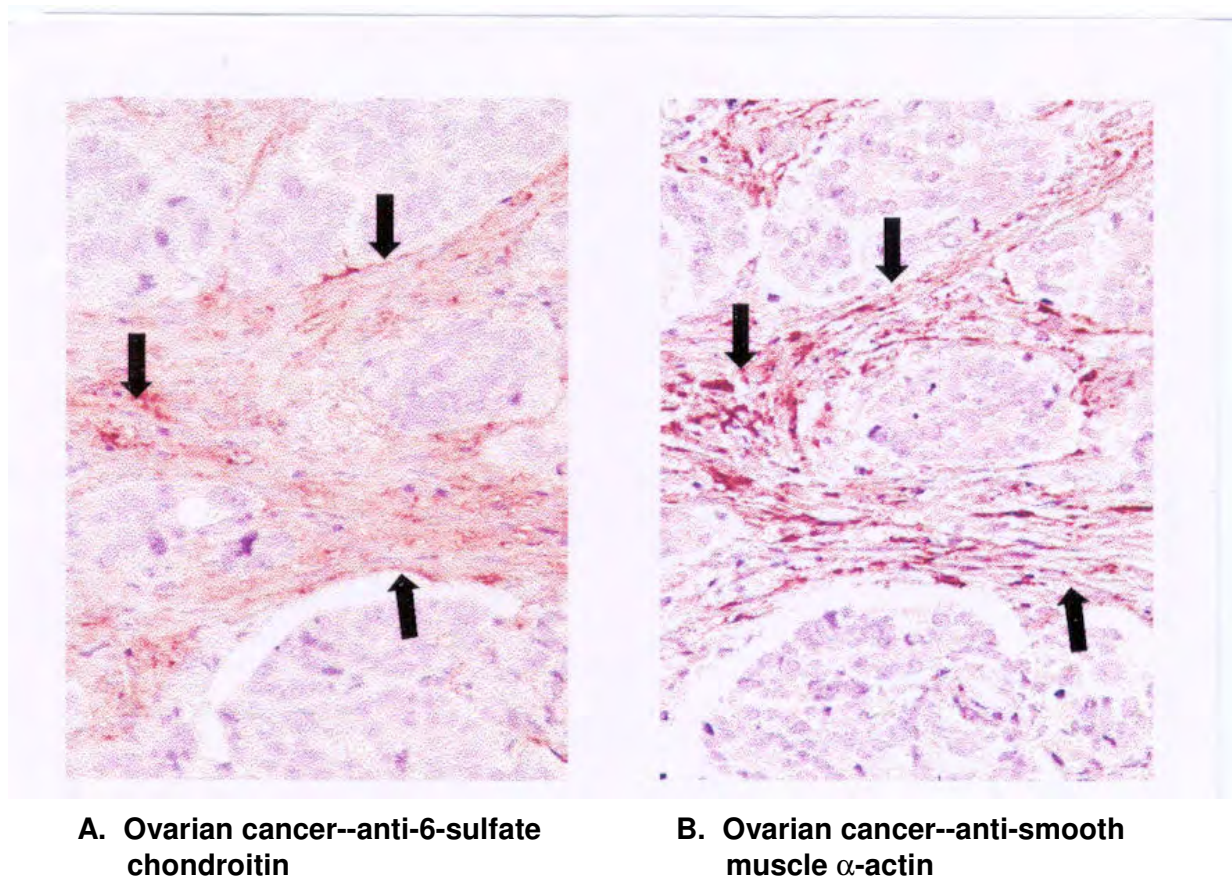 A. Ovarian cancer--anti-6-sulfate
chondroitin
B. Ovarian cancer--anti-smooth
muscle α-actin